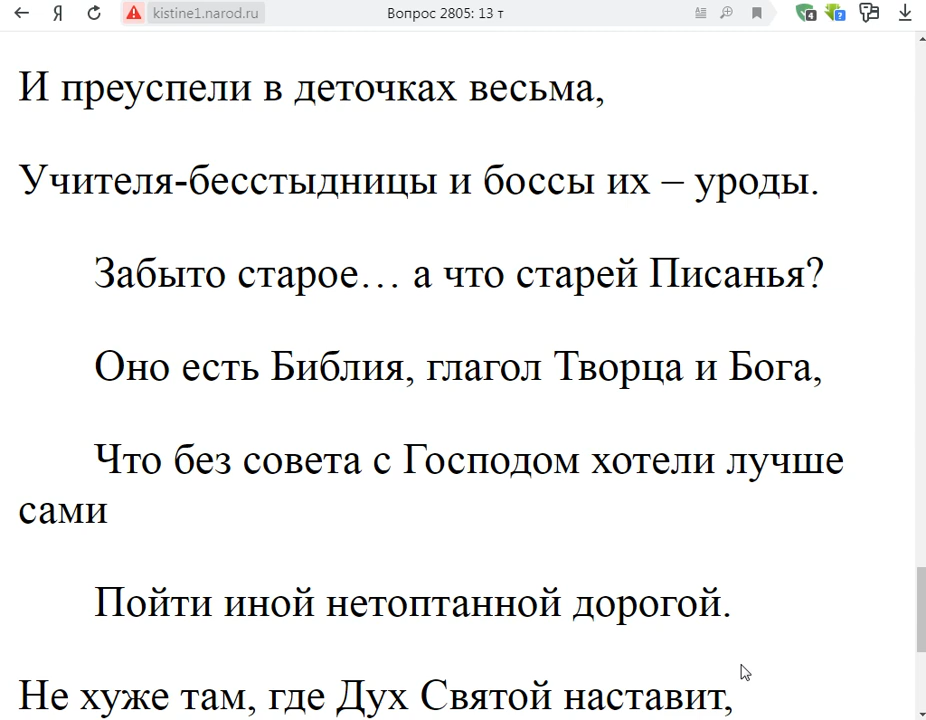 Я kistine1.narod.ru Вопрос 2805: 13 т 4 ?
И преуспели в деточках весьма,
Учителя-бесстыдницы и боссы их – уроды.
Забыто старое… а что старей Писанья?
Оно есть Библия, глагол Творца и Бога,
Что без совета с Господом хотели лучше
сами
Пойти иной нетоптанной дорогой.
Не хуже там, где Дух Святой наставит,